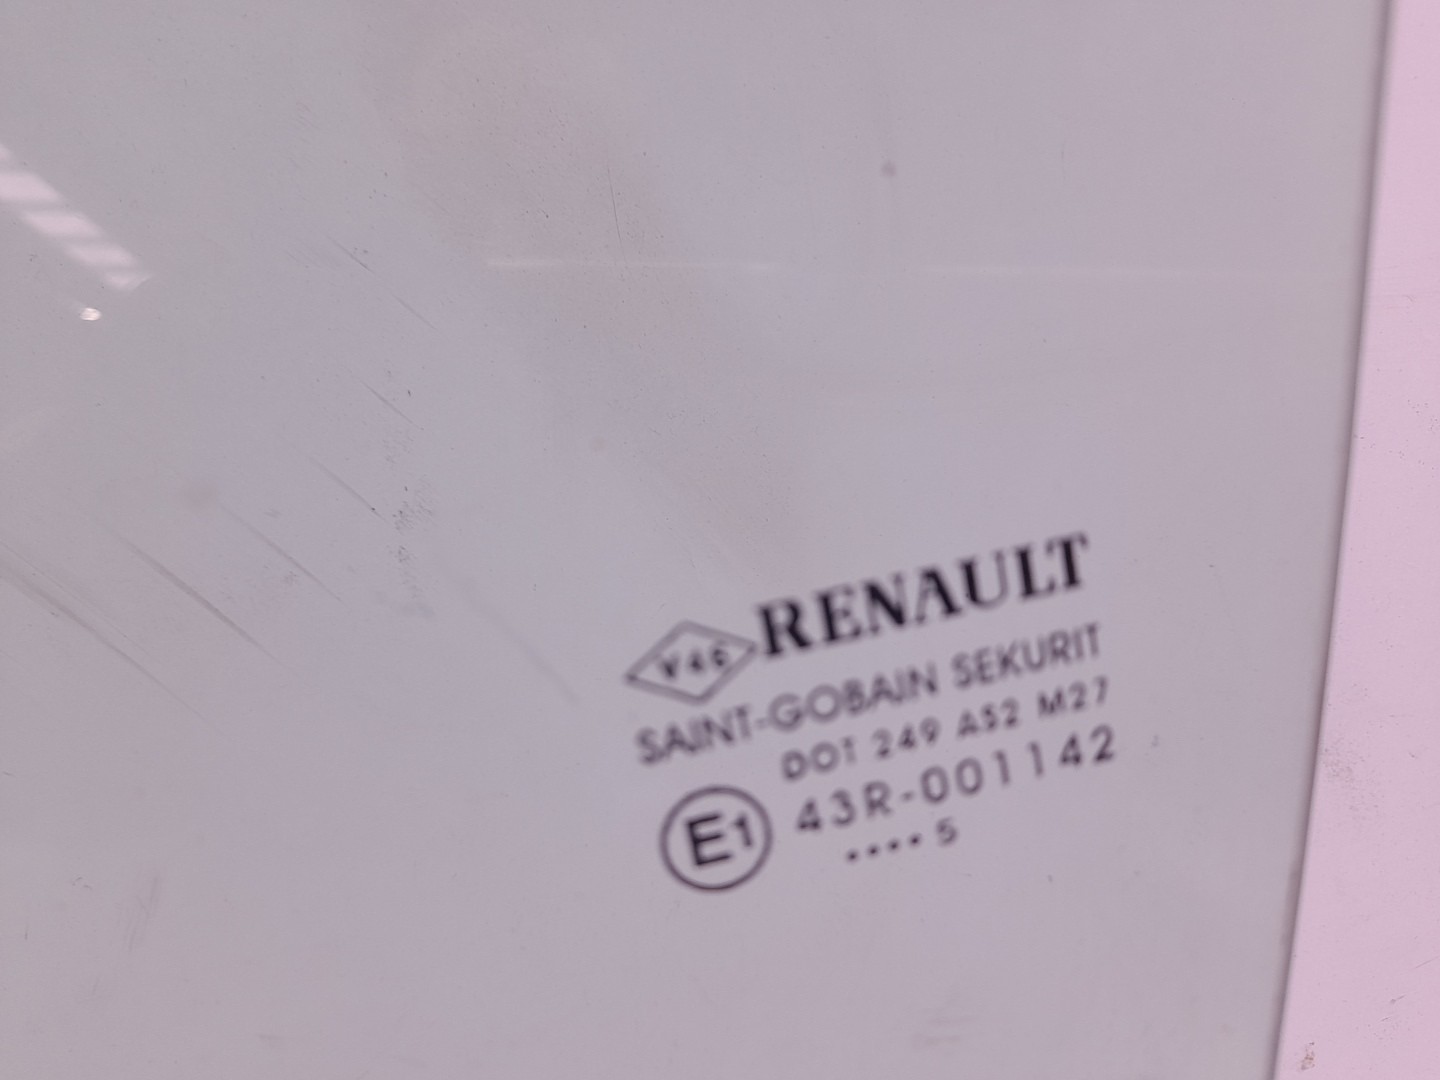 V46 RENAULT
SAINT-GOBAIN SEKURIT
DOT 249 AS2 M27
E1 43R-001142
.... 5